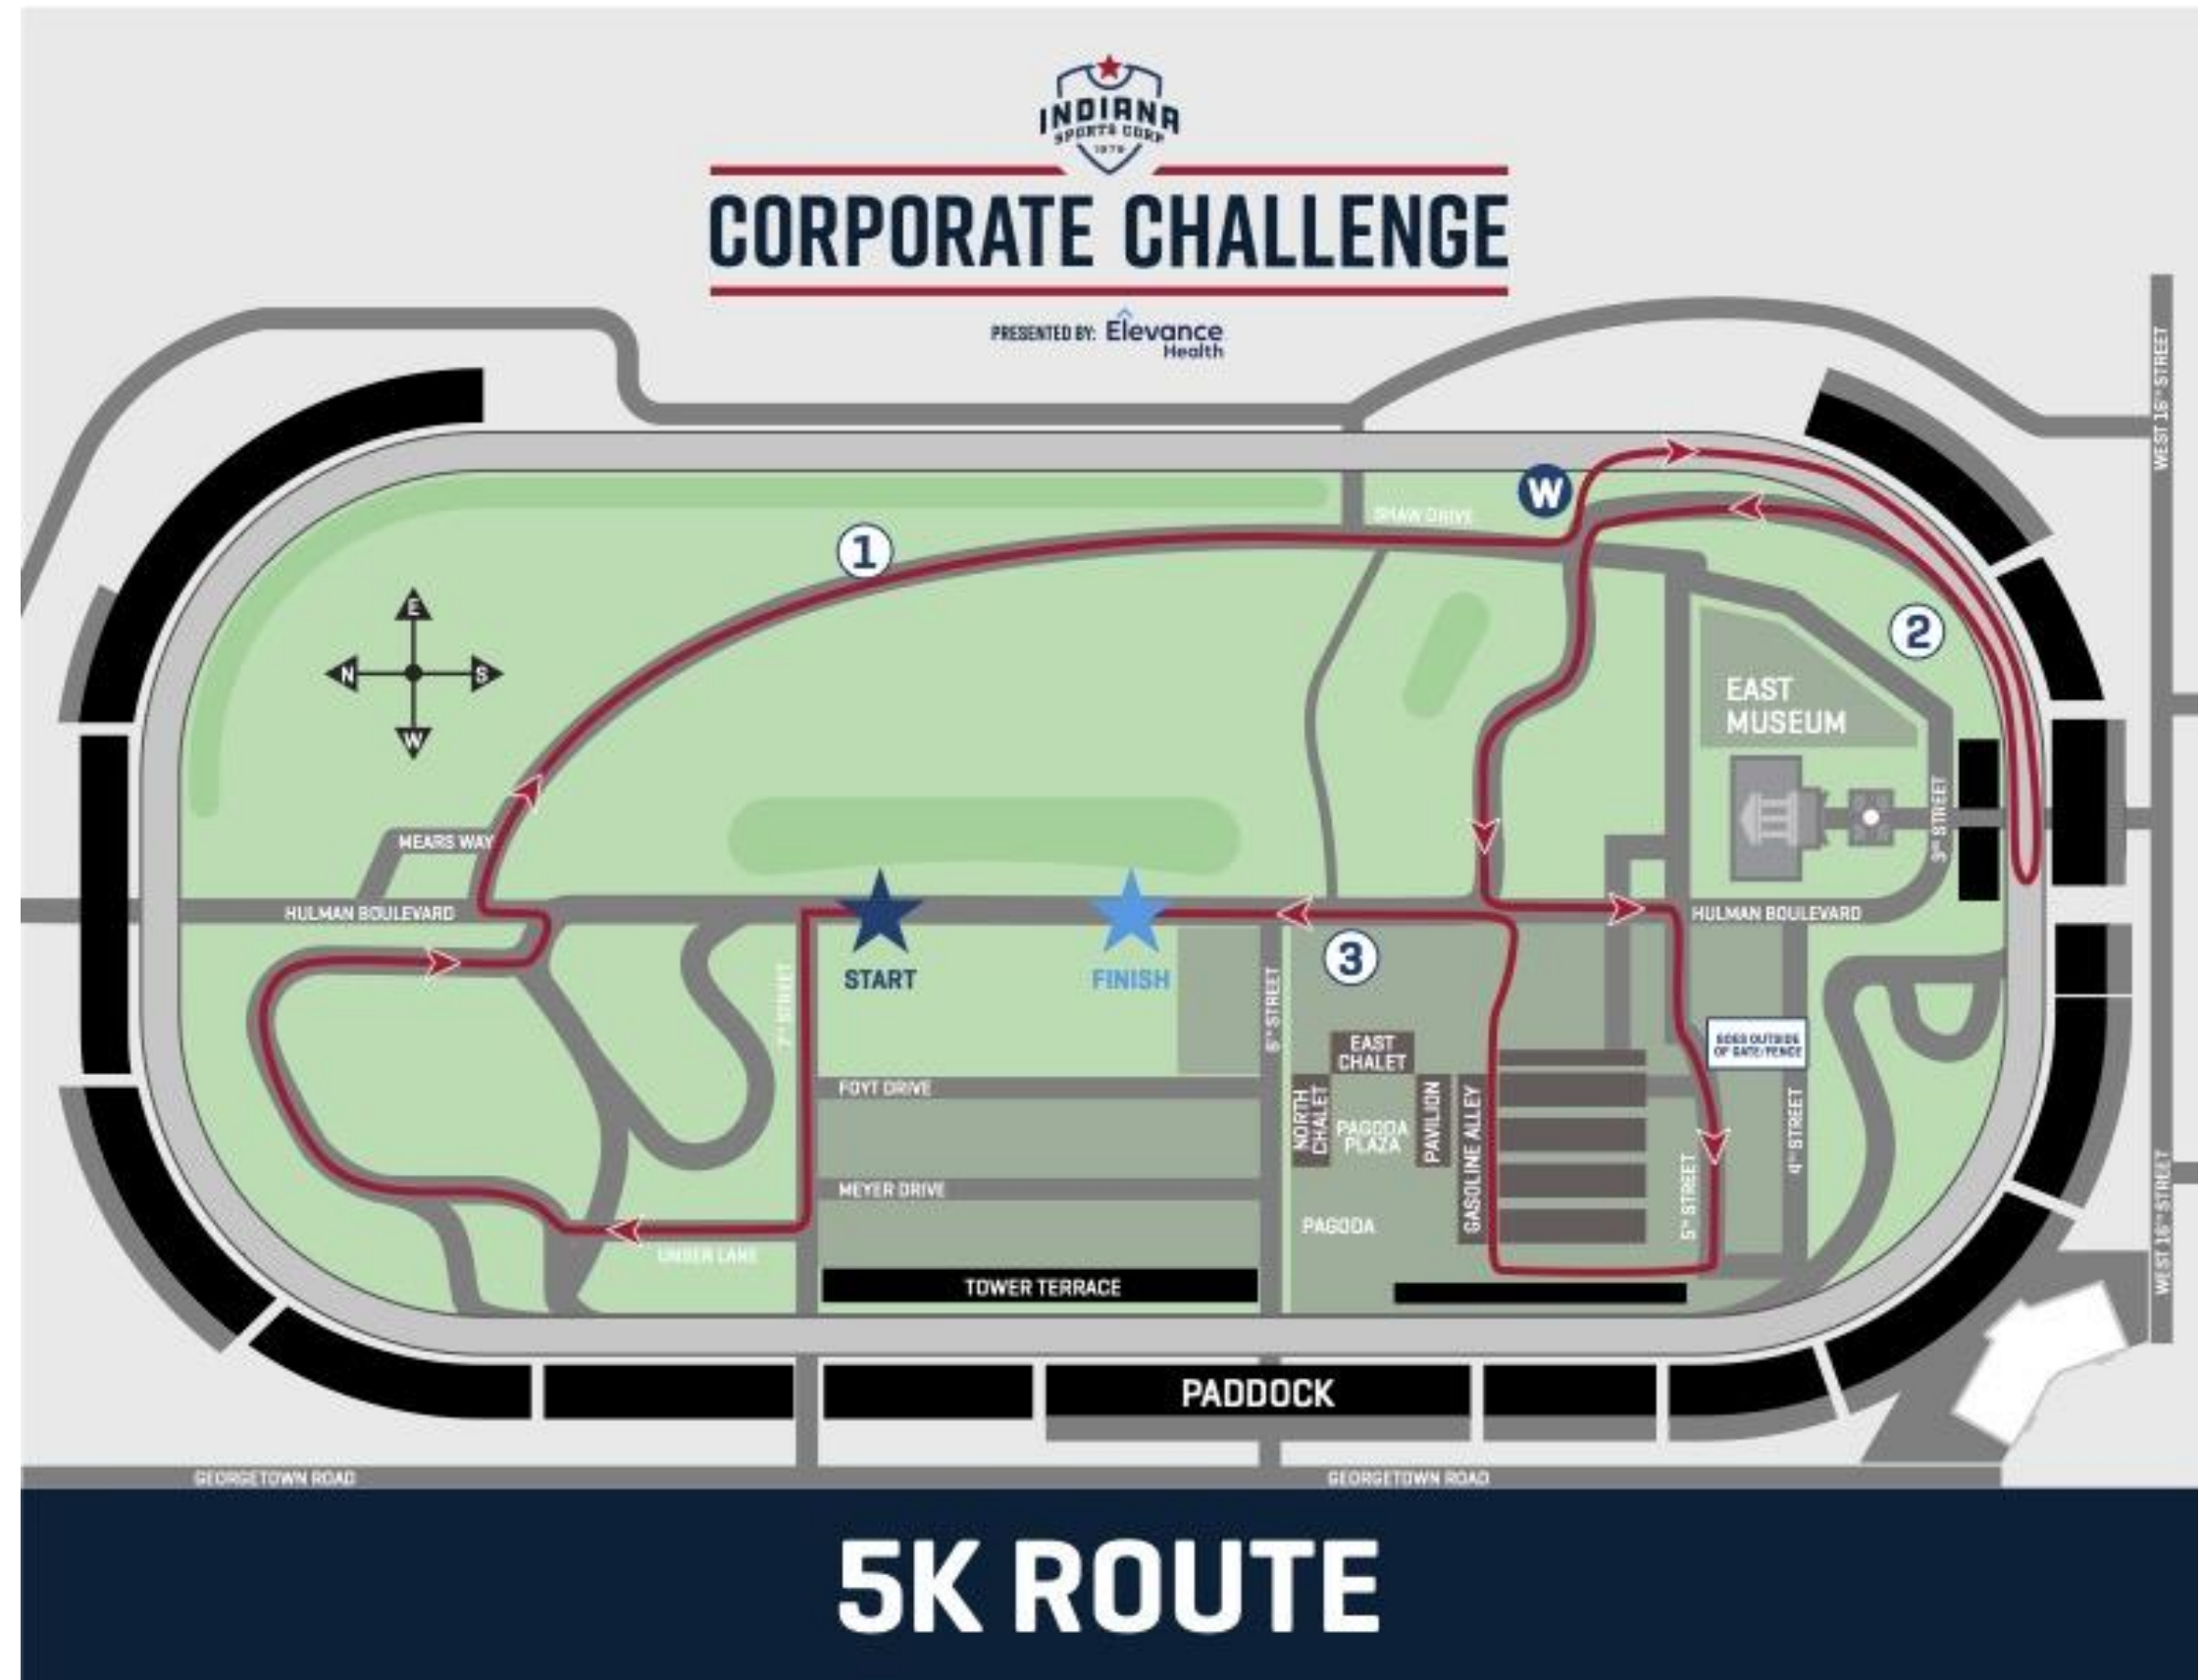 INDIANA
SPORTS CORP
1979
CORPORATE CHALLENGE
PRESENTED BY: Elevance
Health
WEST 16TH STREET
W
SHAW DRIVE
1
E
N
S
W
2
EAST
MUSEUM
MEARS WAY
3RD STREET
HULMAN BOULEVARD
HULMAN BOULEVARD
START
FINISH
3
7TH STREET
6TH STREET
GOES OUTSIDE
OF GATE/FENCE
EAST
CHALET
FOYT DRIVE
NORTH
CHALET
PAGODA
PLAZA
PAVILION
GASOLINE ALLEY
5TH STREET
4TH STREET
MEYER DRIVE
PAGODA
UNSER LANE
WEST 16TH STREET
TOWER TERRACE
PADDOCK
GEORGETOWN ROAD
GEORGETOWN ROAD
5K ROUTE